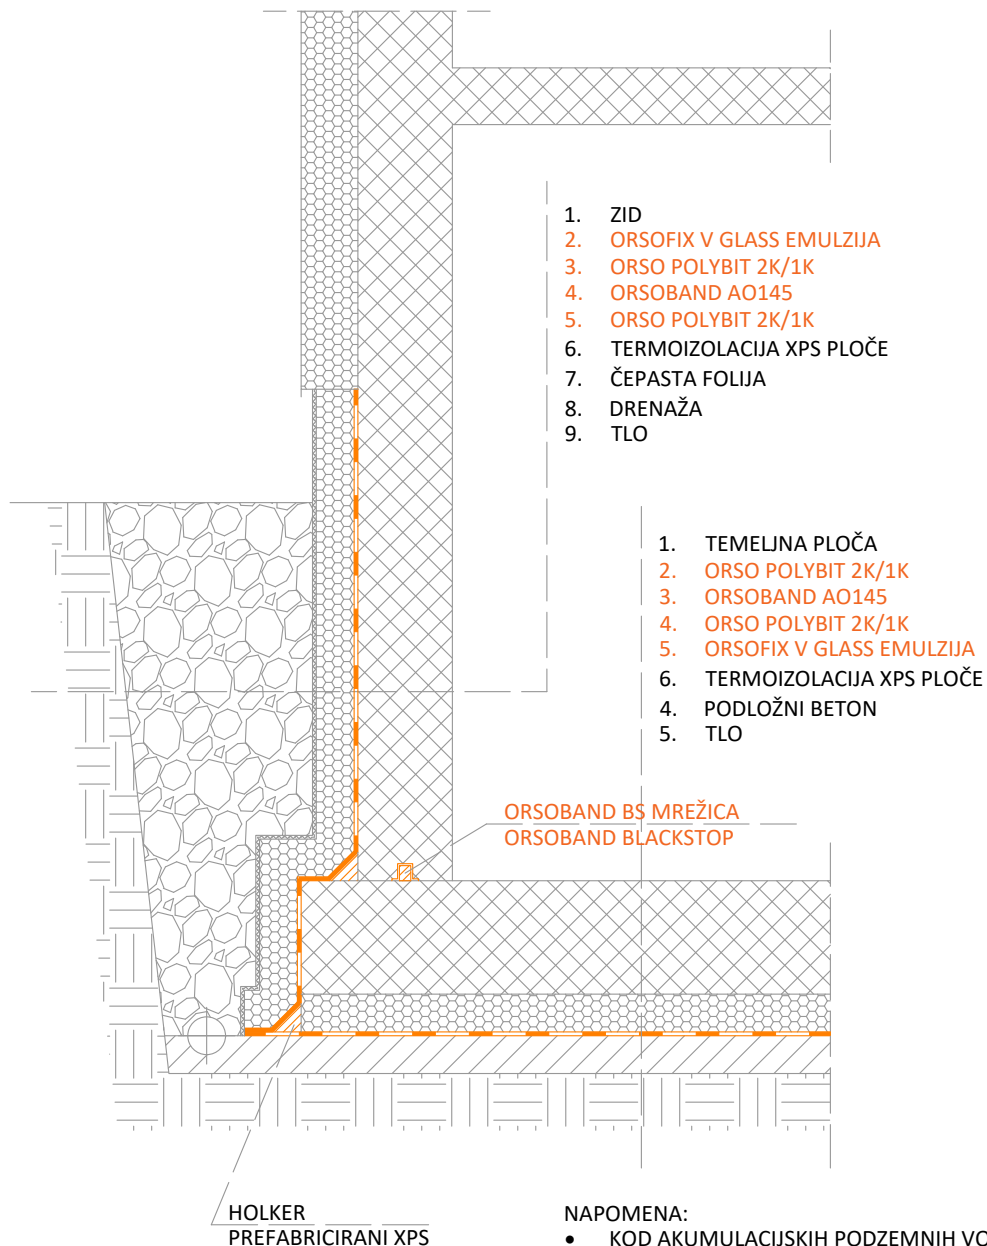 1. ZID
2. ORSOFIX V GLASS EMULZIJA
3. ORSO POLYBIT 2K/1K
4. ORSOBAND AO145
5. ORSO POLYBIT 2K/1K
6. TERMOIZOLACIJA XPS PLOČE
7. ČEPASTA FOLIJA
8. DRENAŽA
9. TLO
1. TEMELJNA PLOČA
2. ORSO POLYBIT 2K/1K
3. ORSOBAND AO145
4. ORSO POLYBIT 2K/1K
5. ORSOFIX V GLASS EMULZIJA
6. TERMOIZOLACIJA XPS PLOČE
4. PODLOŽNI BETON
5. TLO
ORSOBAND BS MREŽICA
ORSOBAND BLACKSTOP
HOLKER
PREFABRICIRANI XPS
NAPOMENA:
• KOD AKUMULACIJSKIH PODZEMNIH VO